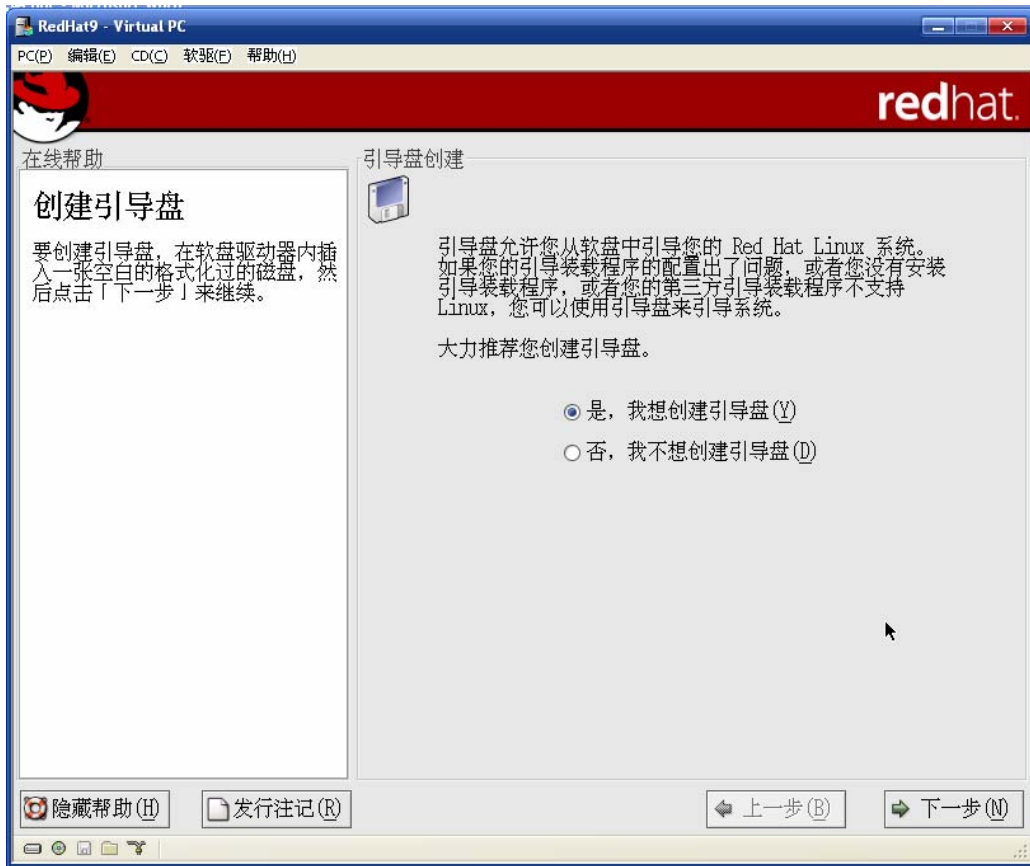 RedHat9 - Virtual PC
PC(P) 编辑(E) CD(C) 软驱(F) 帮助(H)
redhat.
在线帮助
创建引导盘
要创建引导盘，在软盘驱动器内插
入一张空白的格式化过的磁盘，然
后点击「下一步」来继续。
引导盘创建
引导盘允许您从软盘中引导您的 Red Hat Linux 系统。
如果您的引导装载程序的配置出了问题，或者您没有安装
引导装载程序，或者您的第三方引导装载程序不支持
Linux，您可以使用引导盘来引导系统。
大力推荐您创建引导盘。
是，我想创建引导盘(Y)
否，我不想创建引导盘(D)
隐藏帮助(H) 发行注记(R) 上一步(B) 下一步(N)